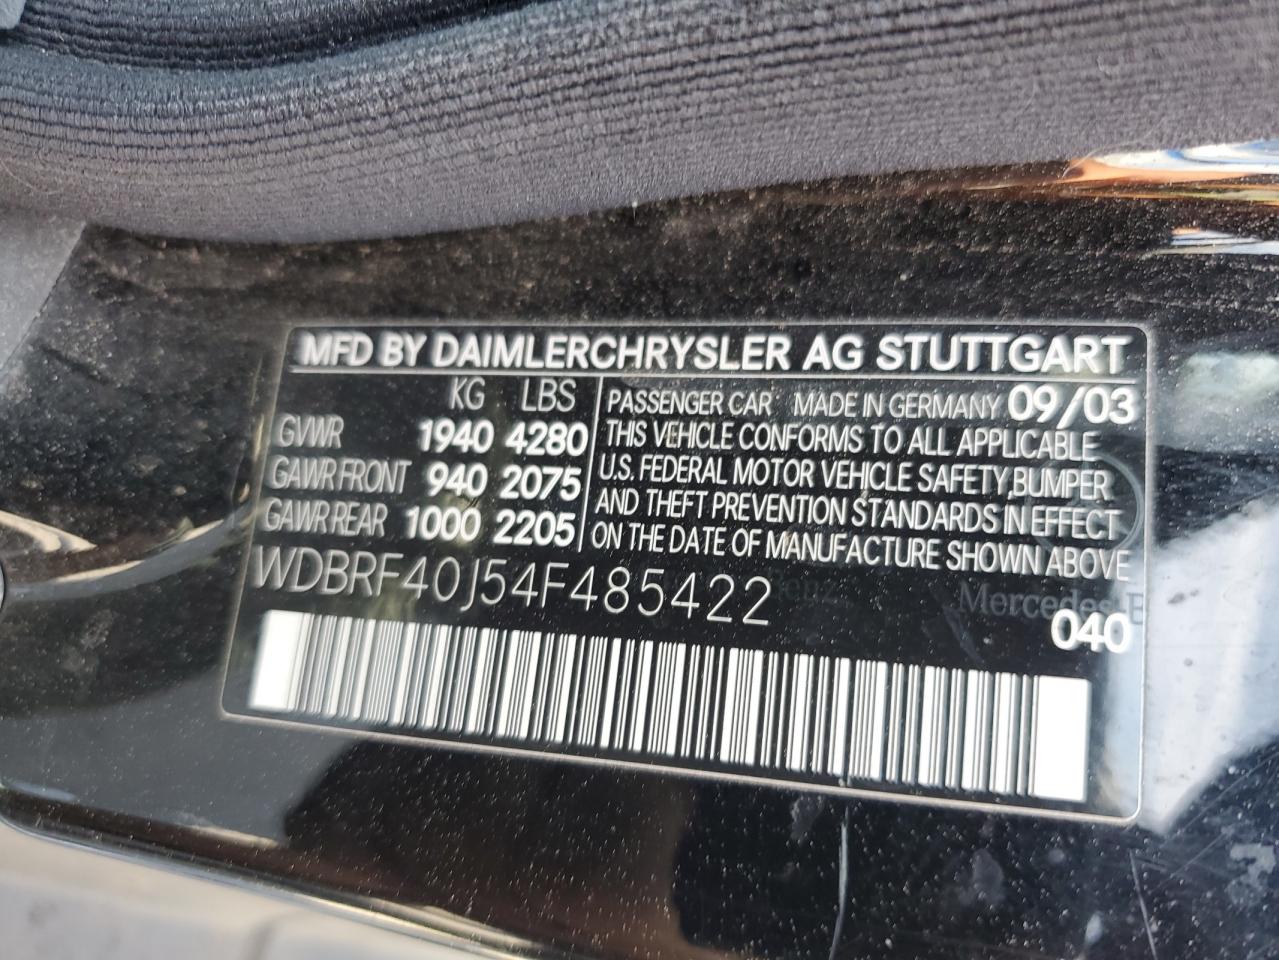 MFD BY DAIMLERCHRYSLER AG STUTTGART
KG LBS
GVWR 1940 4280
GAWR FRONT 940 2075
GAWR REAR 1000 2205
PASSENGER CAR MADE IN GERMANY 09/03
THIS VEHICLE CONFORMS TO ALL APPLICABLE
U.S. FEDERAL MOTOR VEHICLE SAFETY, BUMPER
AND THEFT PREVENTION STANDARDS IN EFFECT
ON THE DATE OF MANUFACTURE SHOWN ABOVE
WDBRF40J54F485422
Benz Mercedes-B
040